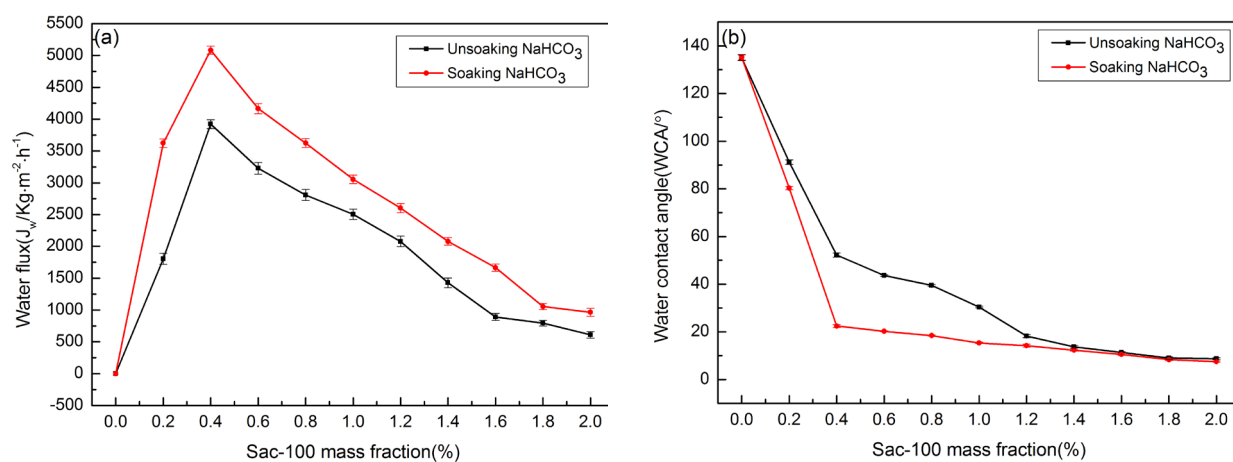 (a)
Unsoaking NaHCO₃
Soaking NaHCO₃
5500
5000
4500
4000
3500
3000
2500
2000
1500
1000
500
0
-500
Water flux(J_w/Kg·m⁻²·h⁻¹)
0.0 0.2 0.4 0.6 0.8 1.0 1.2 1.4 1.6 1.8 2.0
Sac-100 mass fraction(%)
(b)
Unsoaking NaHCO₃
Soaking NaHCO₃
140
120
100
80
60
40
20
0
Water contact angle(WCA/°)
0.0 0.2 0.4 0.6 0.8 1.0 1.2 1.4 1.6 1.8 2.0
Sac-100 mass fraction(%)